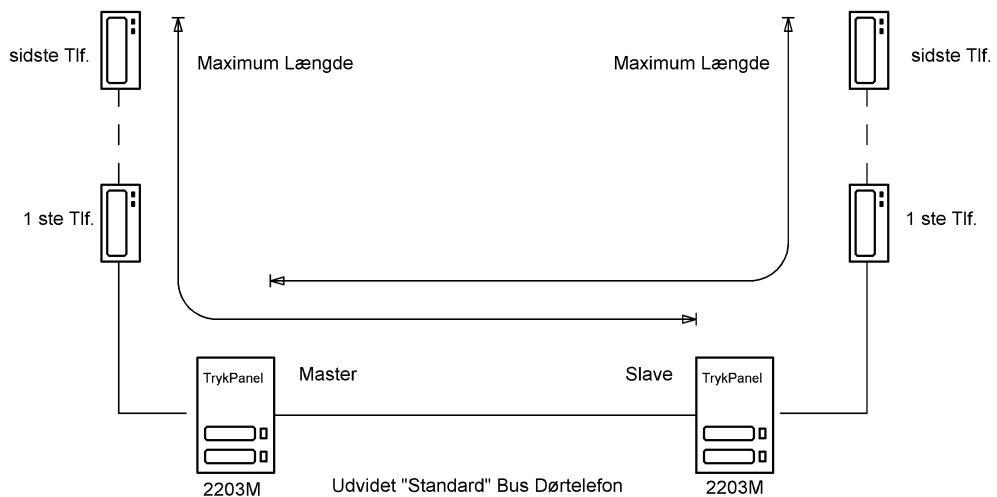 sidste Tlf.
Maximum Længde
Maximum Længde
sidste Tlf.
1 ste Tlf.
1 ste Tlf.
TrykPanel
Master
Slave
TrykPanel
2203M
Udvidet "Standard" Bus Dørtelefon
2203M